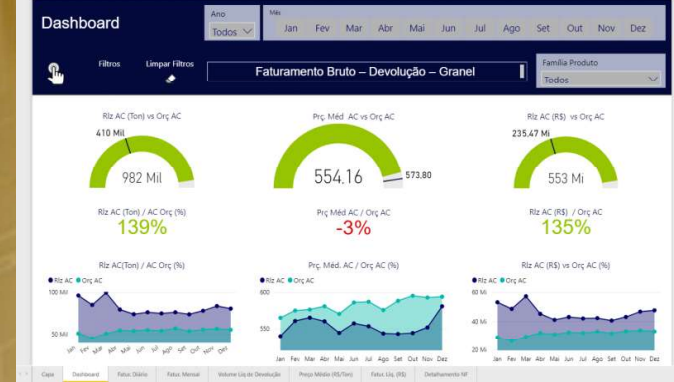 Dashboard
Ano
Todos
Mês
Jan Fev Mar Abr Mai Jun Jul Ago Set Out Nov Dez
Filtros
Limpar Filtros
Faturamento Bruto – Devolução – Granel
Família Produto
Todos
Rlz AC (Ton) vs Orç AC
410 Mil
982 Mil
Prç. Méd AC vs Orç AC
554,16
573,80
Rlz AC (R$) vs Orç AC
235,47 Mi
553 Mi
Rlz AC (Ton) / AC Orç (%)
139%
Prç Méd AC / Orç AC
-3%
Rlz AC (R$) / Orç AC
135%
Rlz AC(Ton) / AC Orç (%)
Rlz AC Orç AC
100 Mil
50 Mil
Jan Fev Mar Abr Mai Jun Jul Ago Set Out Nov Dez
Prç. Méd. AC / Orç AC (%)
Rlz AC Orç AC
600
550
Jan Fev Mar Abr Mai Jun Jul Ago Set Out Nov Dez
Rlz AC (R$) vs Orç AC (%)
Rlz AC Orç AC
60 Mi
40 Mi
20 Mi
Jan Fev Mar Abr Mai Jun Jul Ago Set Out Nov Dez
Capa Dashboard Fatur. Diário Fatur. Mensal Volume Liq de Devolução Preço Médio (R$/Ton) Fatur. Liq. (R$) Detalhamento NF